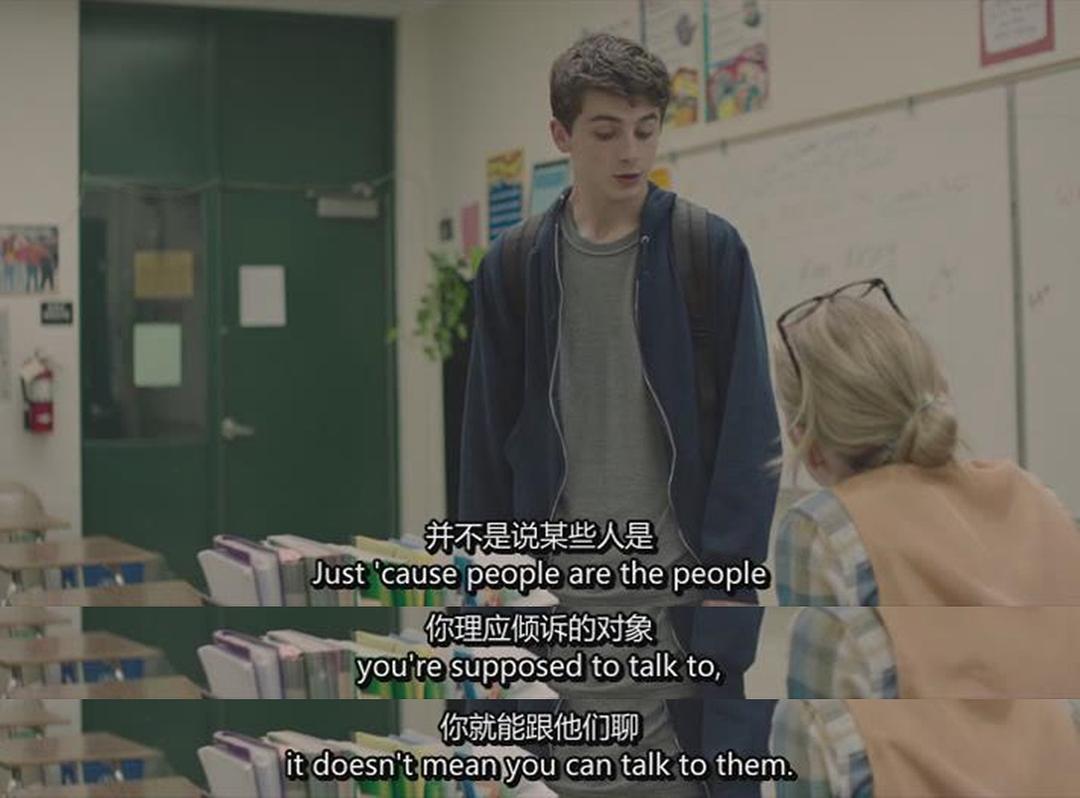 并不是说某些人是
Just 'cause people are the people
你理应倾诉的对象
you're supposed to talk to,
你就能跟他们聊
it doesn't mean you can talk to them.